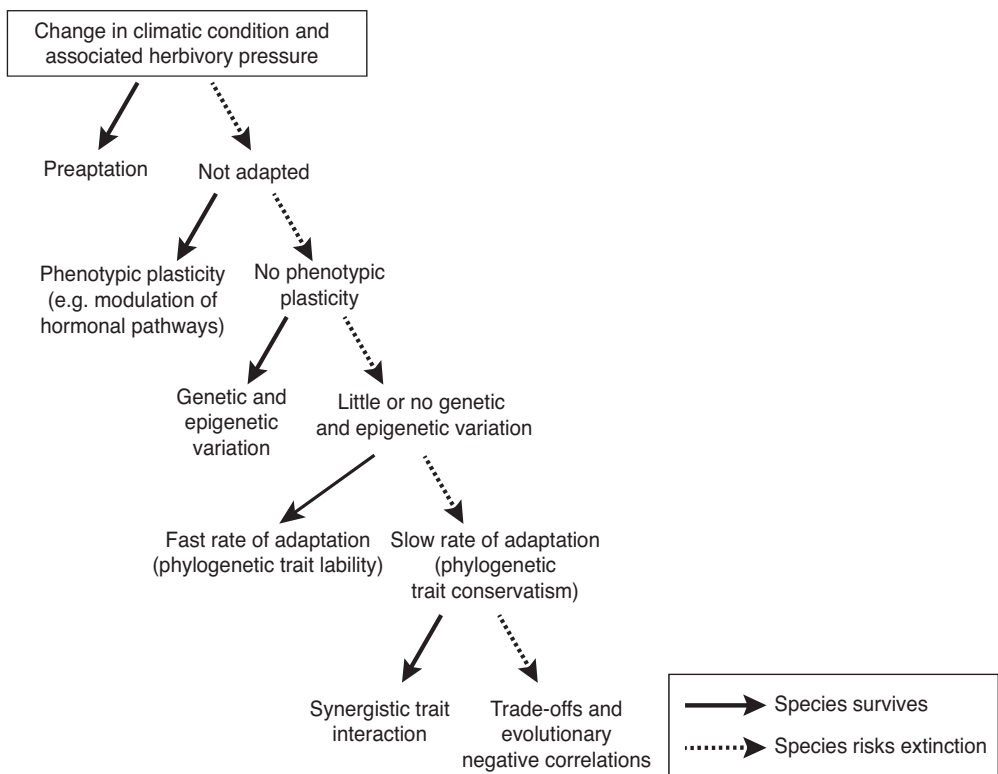 Change in climatic condition and
associated herbivory pressure
Preaptation
Not adapted
Phenotypic plasticity
(e.g. modulation of
hormonal pathways)
No phenotypic
plasticity
Genetic and
epigenetic
variation
Little or no genetic
and epigenetic variation
Fast rate of adaptation
(phylogenetic trait lability)
Slow rate of adaptation
(phylogenetic
trait conservatism)
Synergistic trait
interaction
Trade-offs and
evolutionary
negative correlations
Species survives
Species risks extinction